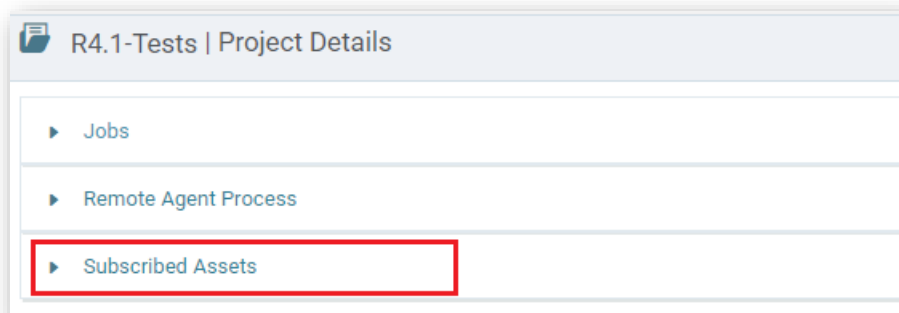 R4.1-Tests | Project Details
Jobs
Remote Agent Process
Subscribed Assets